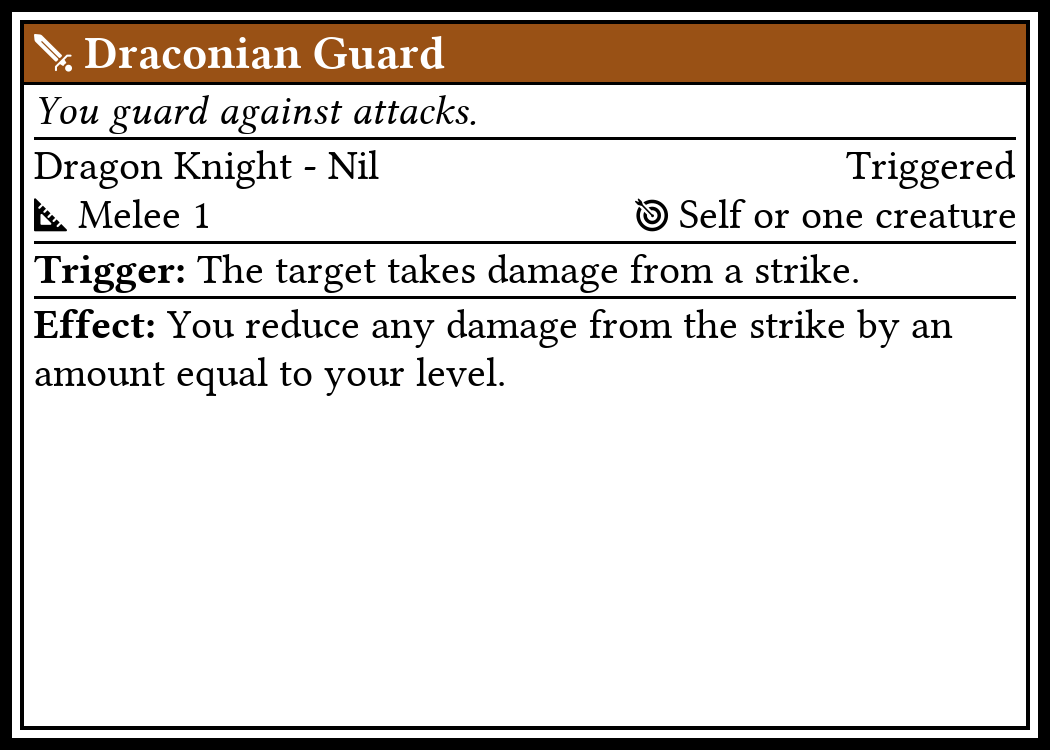 Draconian Guard
You guard against attacks.
Dragon Knight - Nil Triggered
Melee 1 Self or one creature
Trigger: The target takes damage from a strike.
Effect: You reduce any damage from the strike by an
amount equal to your level.